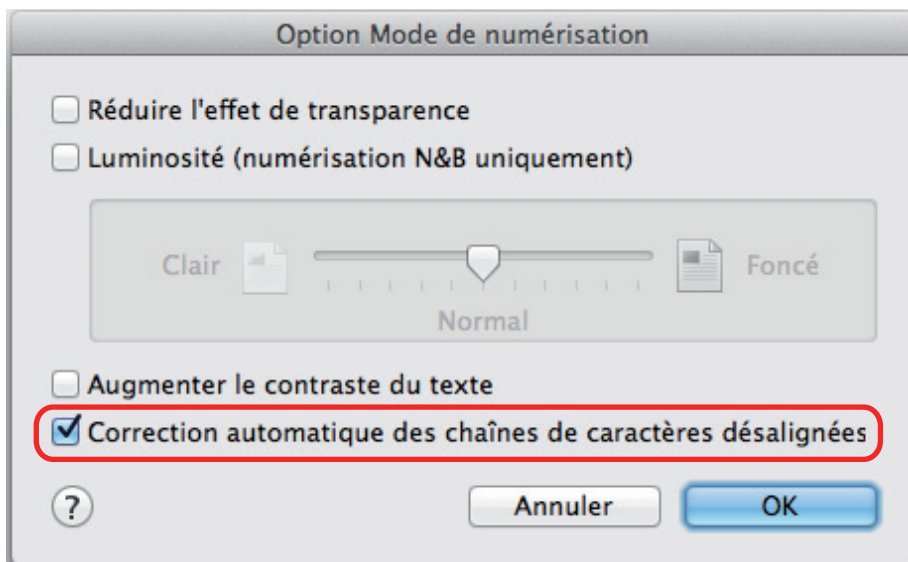 Option Mode de numérisation
Réduire l'effet de transparence
Luminosité (numérisation N&B uniquement)
Clair Foncé
Normal
Augmenter le contraste du texte
Correction automatique des chaînes de caractères désalignées
? Annuler OK